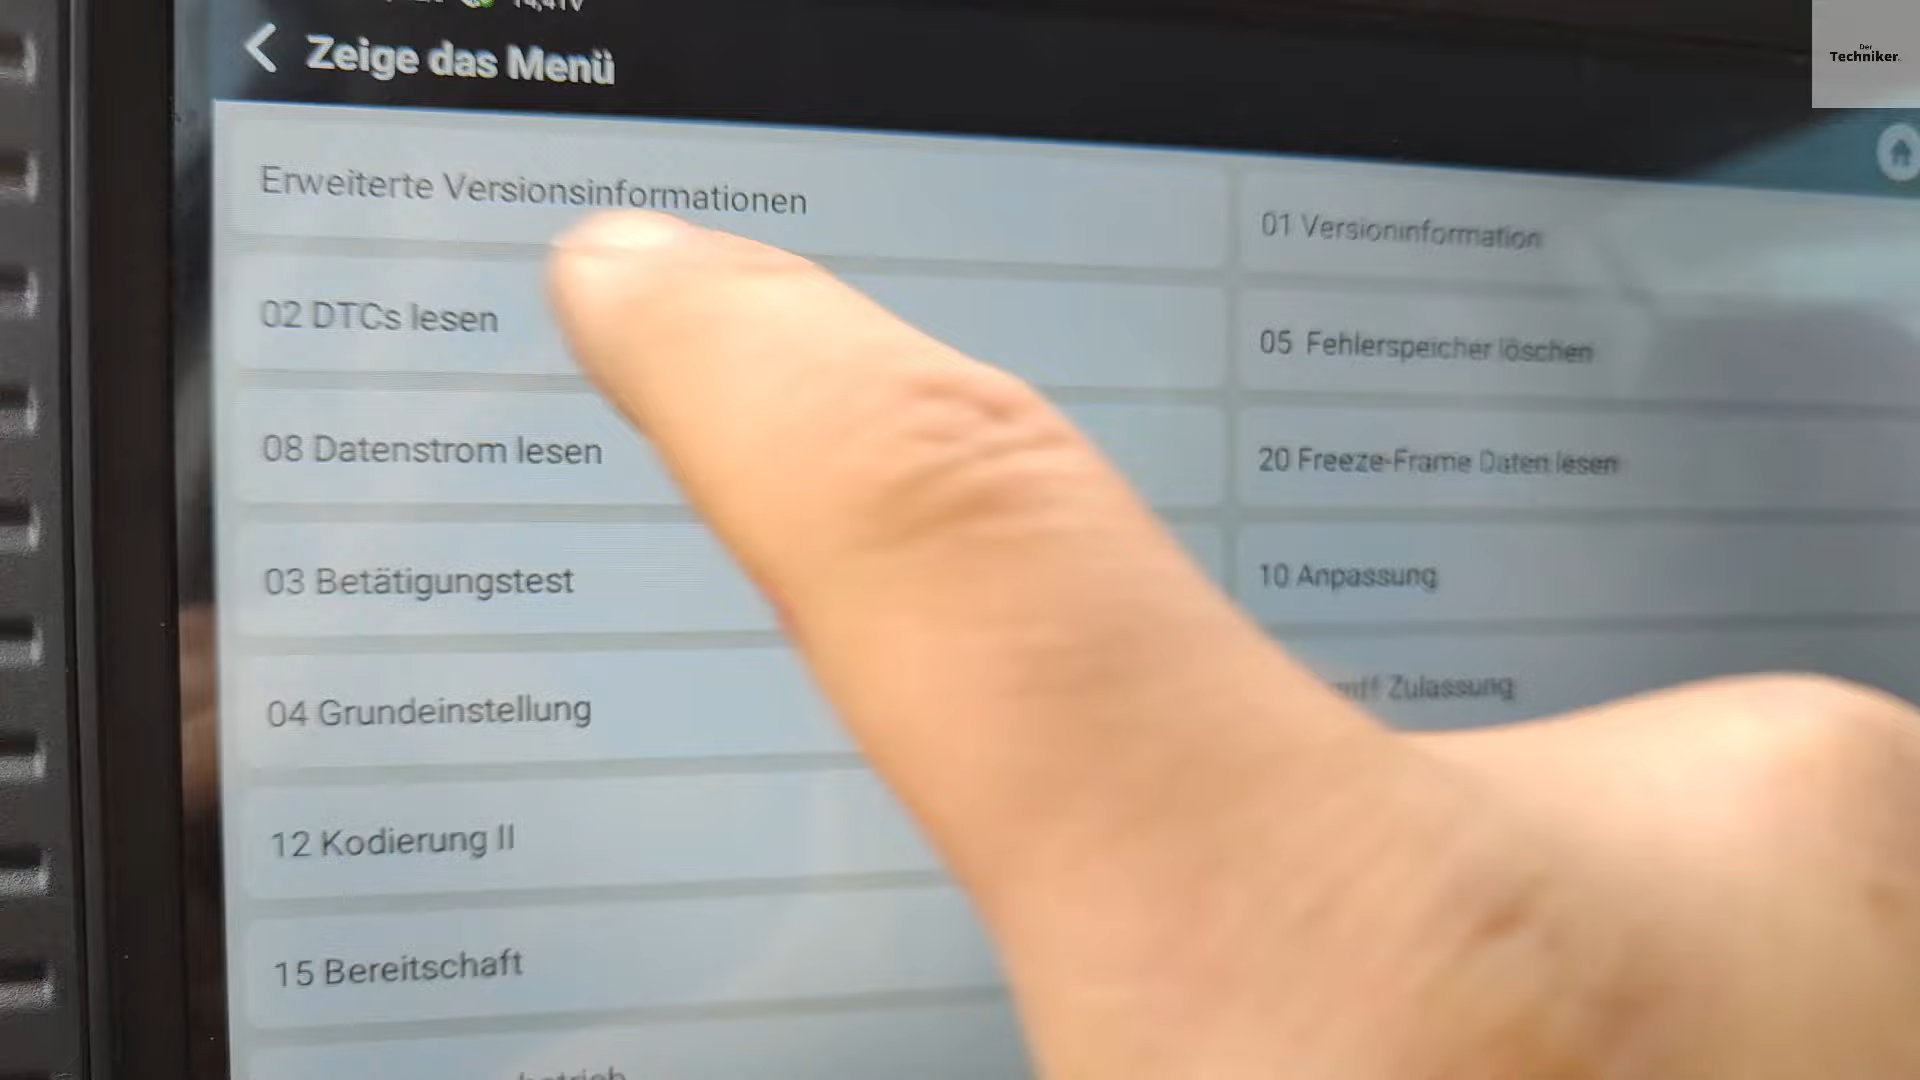 Zeige das Menü
Der
Techniker.
Erweiterte Versionsinformationen
01 Versioninformation
02 DTCs lesen
05 Fehlerspeicher löschen
08 Datenstrom lesen
20 Freeze-Frame Daten lesen
03 Betätigungstest
10 Anpassung
04 Grundeinstellung
Zulassung
12 Kodierung II
15 Bereitschaft